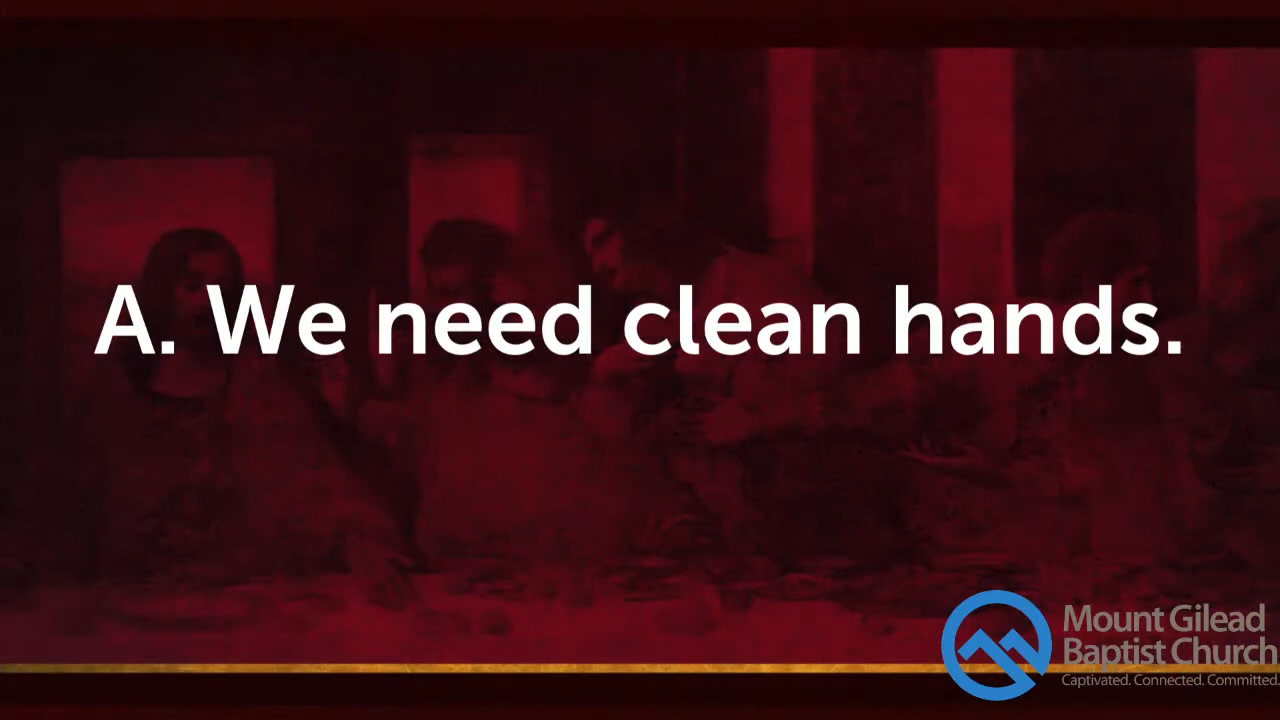 A. We need clean hands.
Mount Gilead
Baptist Church
Captivated. Connected. Committed.